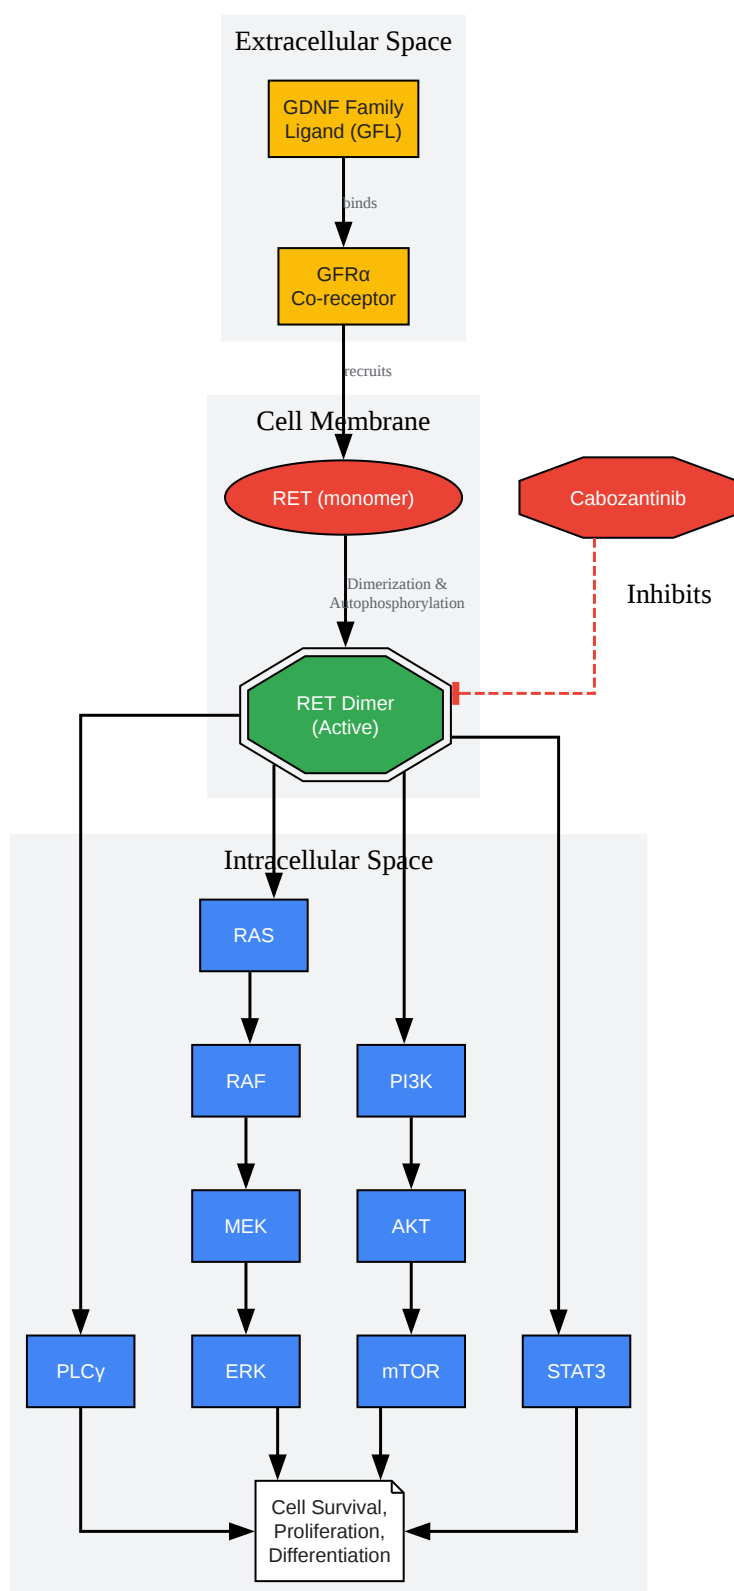 Extracellular Space
GDNF Family
Ligand (GFL)
binds
GFRα
Co-receptor
recruits
Cell Membrane
RET (monomer)
Cabozantinib
Dimerization &
Autophosphorylation
Inhibits
RET Dimer
(Active)
Intracellular Space
RAS
RAF
PI3K
MEK
AKT
PLCγ
ERK
mTOR
STAT3
Cell Survival,
Proliferation,
Differentiation